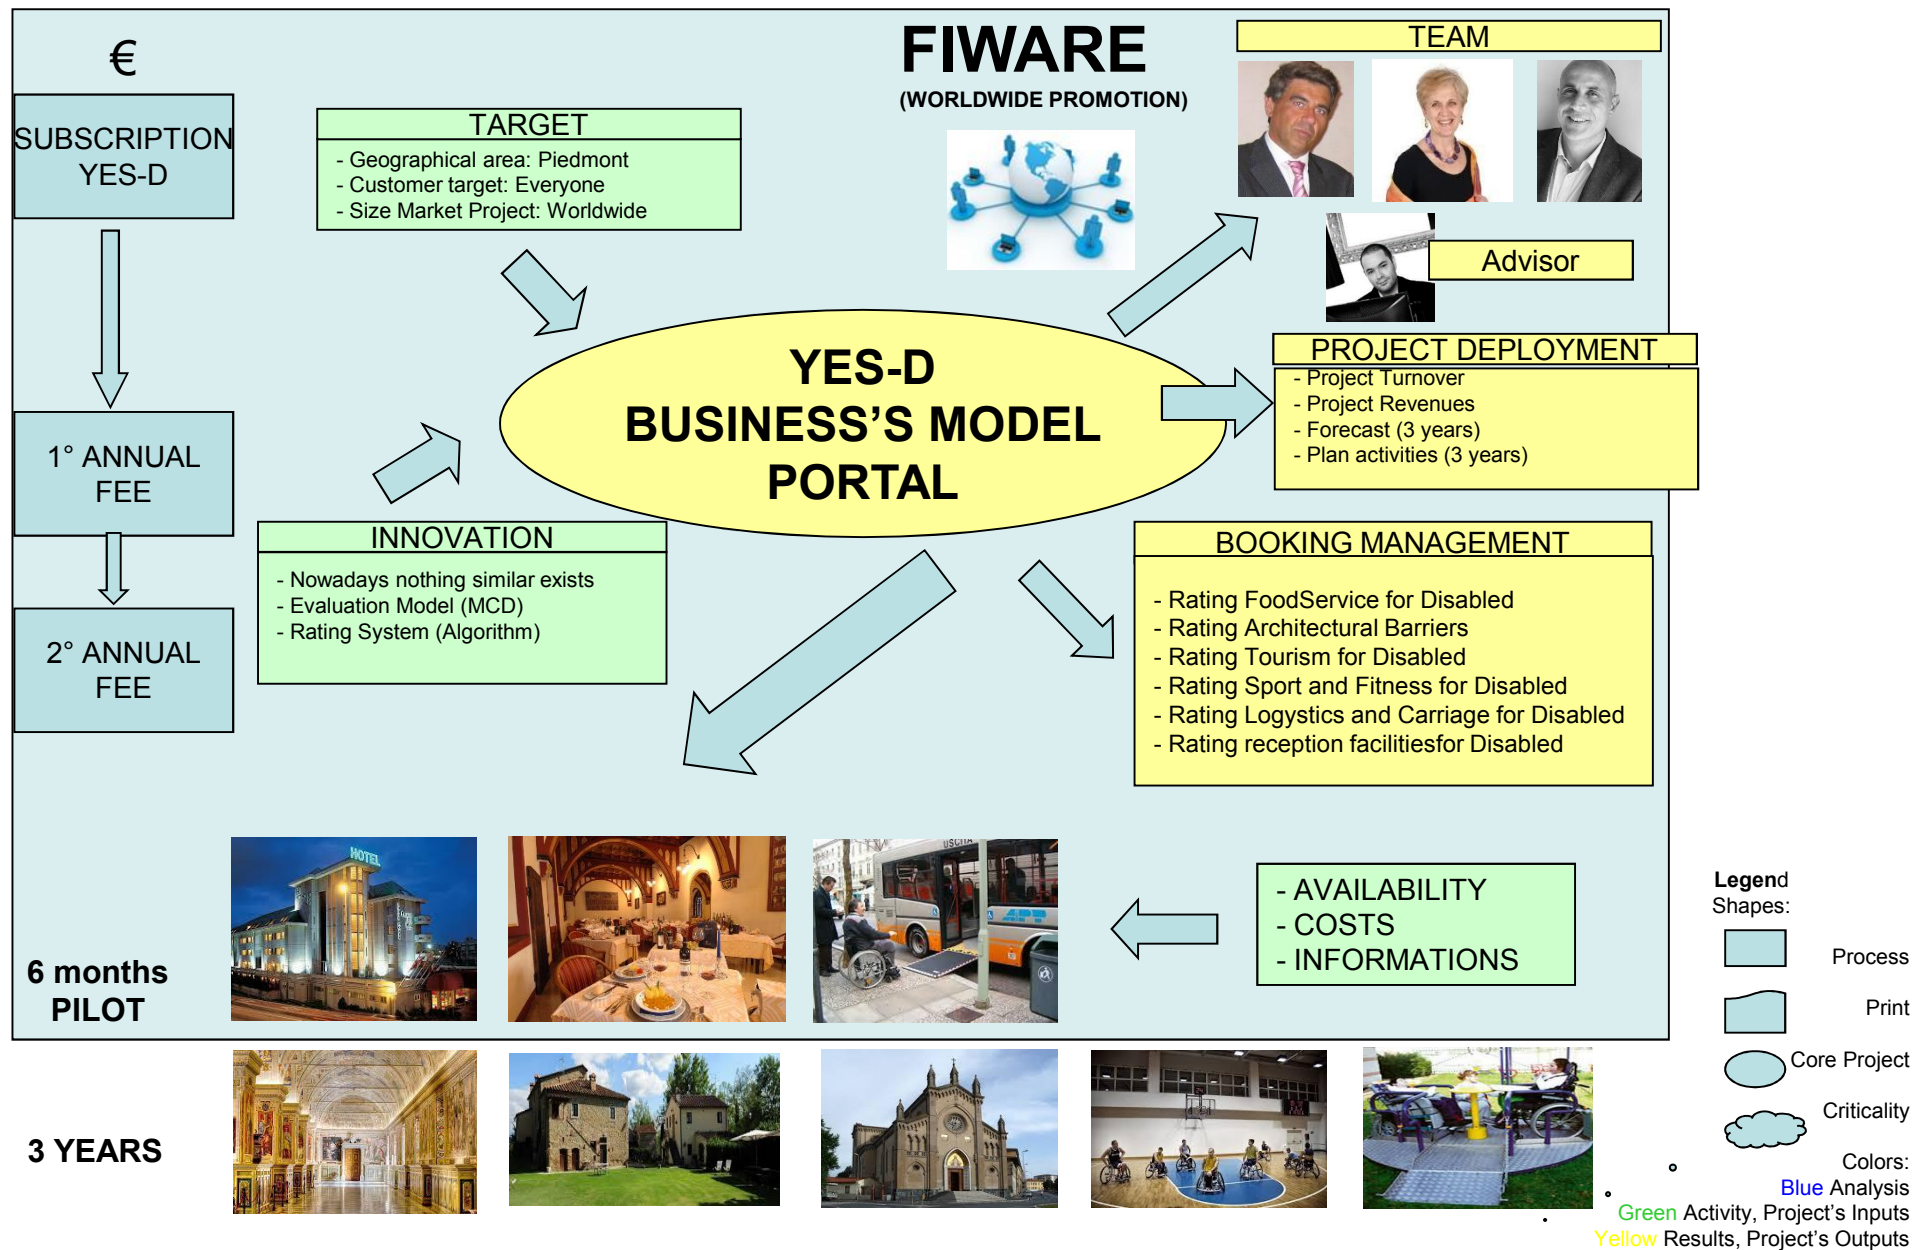 €
SUBSCRIPTION
YES-D
1° ANNUAL
FEE
2° ANNUAL
FEE
TARGET
- Geographical area: Piedmont
- Customer target: Everyone
- Size Market Project: Worldwide
FIWARE
(WORLDWIDE PROMOTION)
TEAM
Advisor
YES-D
BUSINESS’S MODEL
PORTAL
PROJECT DEPLOYMENT
- Project Turnover
- Project Revenues
- Forecast (3 years)
- Plan activities (3 years)
INNOVATION
- Nowadays nothing similar exists
- Evaluation Model (MCD)
- Rating System (Algorithm)
BOOKING MANAGEMENT
- Rating FoodService for Disabled
- Rating Architectural Barriers
- Rating Tourism for Disabled
- Rating Sport and Fitness for Disabled
- Rating Logystics and Carriage for Disabled
- Rating reception facilitiesfor Disabled
HOTEL
USCITA
- AVAILABILITY
- COSTS
- INFORMATIONS
6 months
PILOT
3 YEARS
Legend
Shapes:
Process
Print
Core Project
Criticality
Colors:
Blue Analysis
Green Activity, Project’s Inputs
Yellow Results, Project’s Outputs